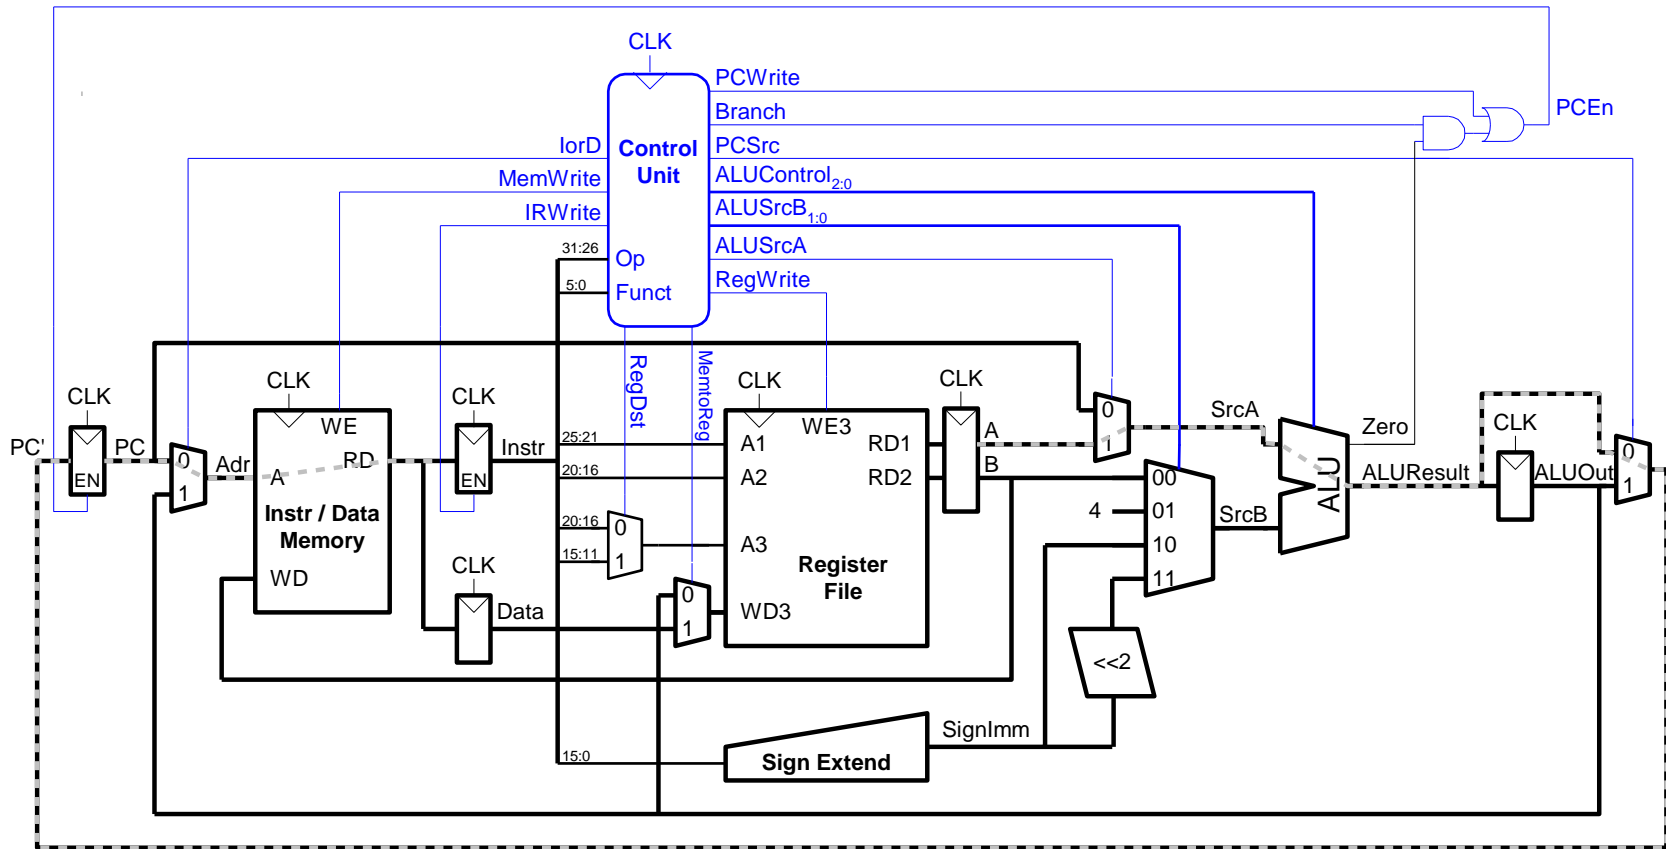 CLK
PCWrite
Branch
PCEn
IorD
Control
Unit
PCSrc
MemWrite
ALUControl2:0
IRWrite
ALUSrcB1:0
31:26
Op
ALUSrcA
5:0
Funct
RegWrite
RegDst
MemtoReg
CLK
CLK
CLK
CLK
CLK
PC'
PC
EN
0
1
Adr
WE
A
RD
Instr / Data
Memory
WD
EN
Instr
25:21
20:16
20:16
15:11
0
1
A1
A2
A3
WD3
WE3
RD1
RD2
Register
File
A
B
0
1
SrcA
00
4
01
10
11
SrcB
ALU
Zero
ALUResult
CLK
ALUOut
0
1
CLK
Data
0
1
<<2
SignImm
15:0
Sign Extend